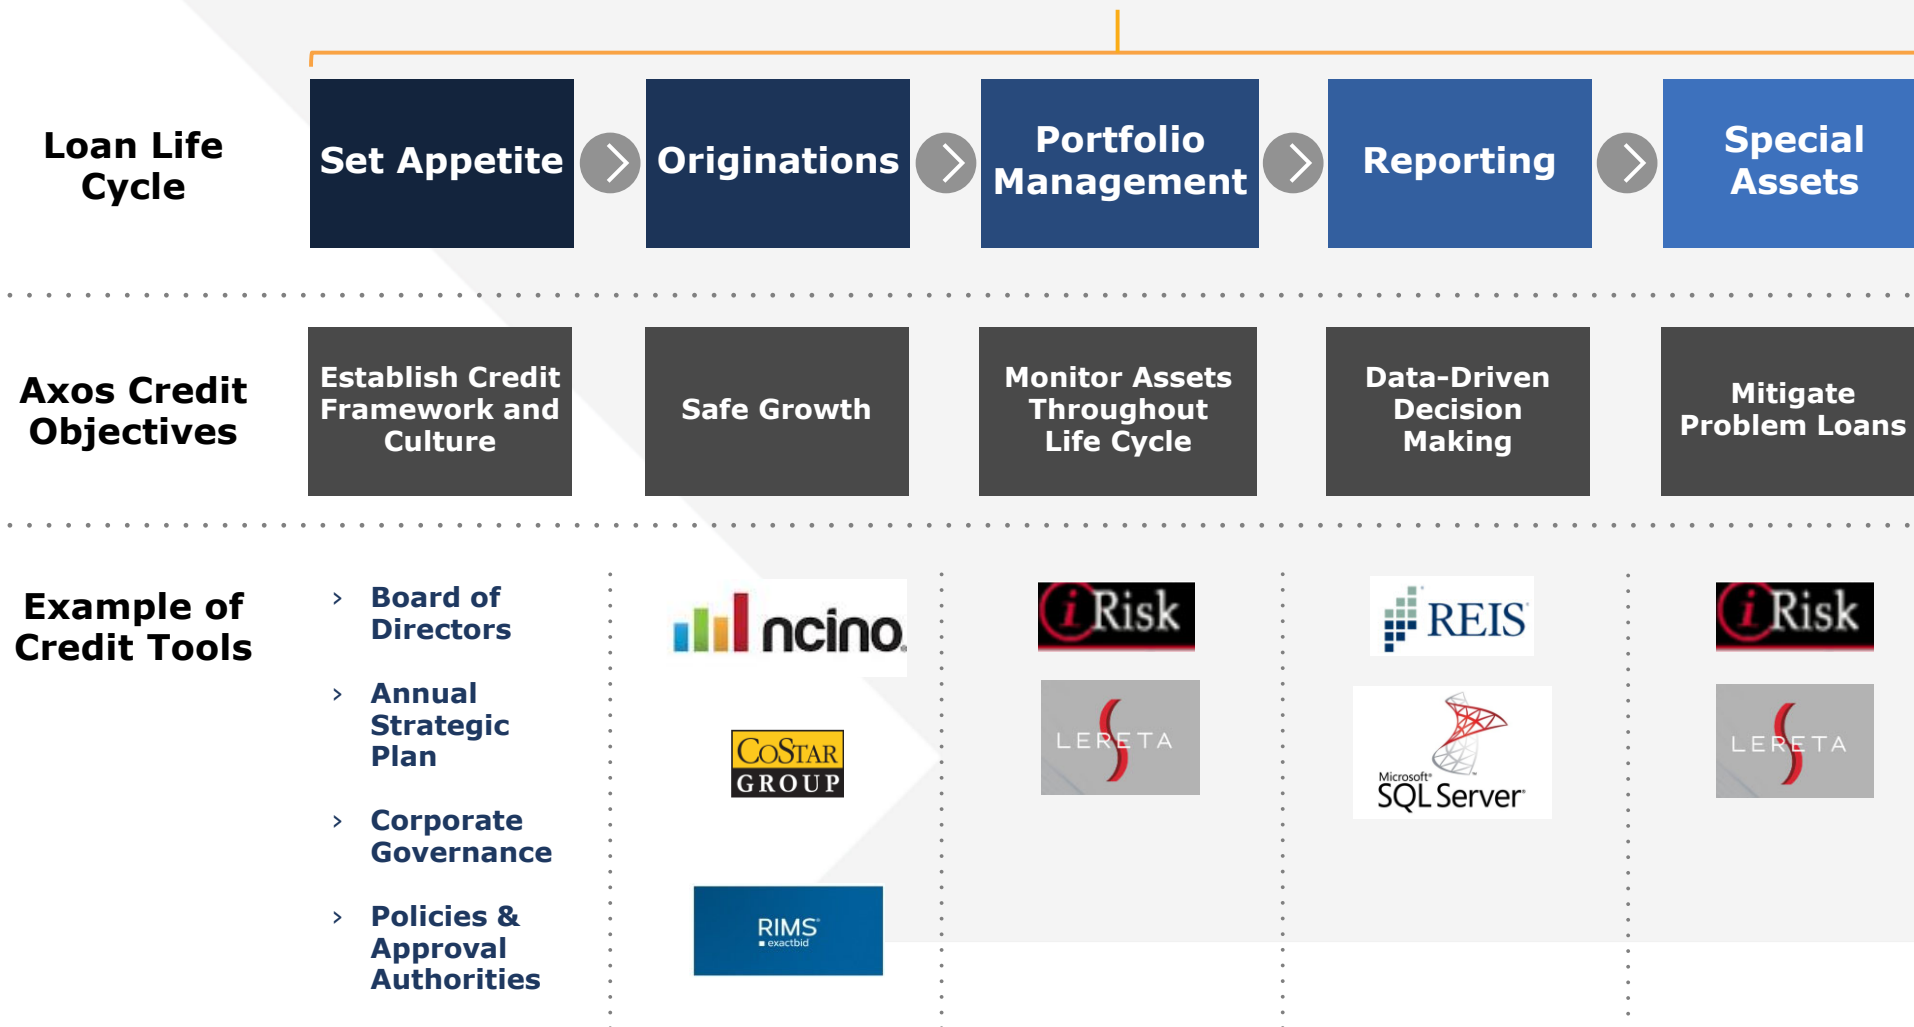 Loan Life
Cycle
Set Appetite
Originations
Portfolio
Management
Reporting
Special
Assets
Axos Credit
Objectives
Establish Credit
Framework and
Culture
Safe Growth
Monitor Assets
Throughout
Life Cycle
Data-Driven
Decision
Making
Mitigate
Problem Loans
Example of
Credit Tools
› Board of
Directors
› Annual
Strategic
Plan
› Corporate
Governance
› Policies &
Approval
Authorities
ncino.
COSTAR
GROUP
RIMS®
exactbid
iRisk
LERETA
REIS
Microsoft®
SQL Server®
iRisk
LERETA